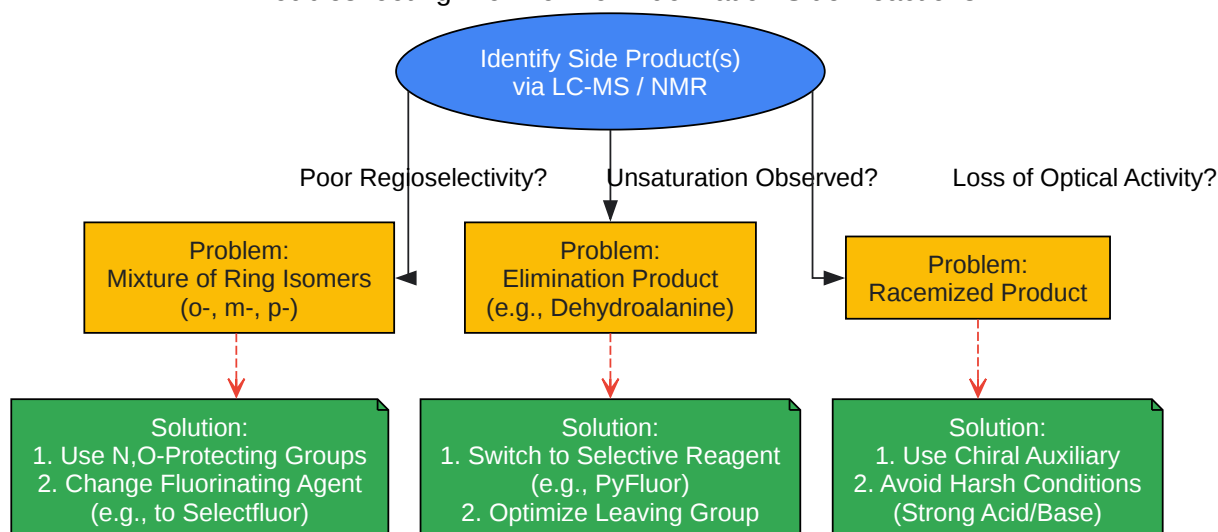 Identify Side Product(s)
via LC-MS / NMR
Poor Regioselectivity?
Unsaturation Observed?
Loss of Optical Activity?
Problem:
Mixture of Ring Isomers
(o-, m-, p-)
Problem:
Elimination Product
(e.g., Dehydroalanine)
Problem:
Racemized Product
Solution:
1. Use N,O-Protecting Groups
2. Change Fluorinating Agent
(e.g., to Selectfluor)
Solution:
1. Switch to Selective Reagent
(e.g., PyFluor)
2. Optimize Leaving Group
Solution:
1. Use Chiral Auxiliary
2. Avoid Harsh Conditions
(Strong Acid/Base)